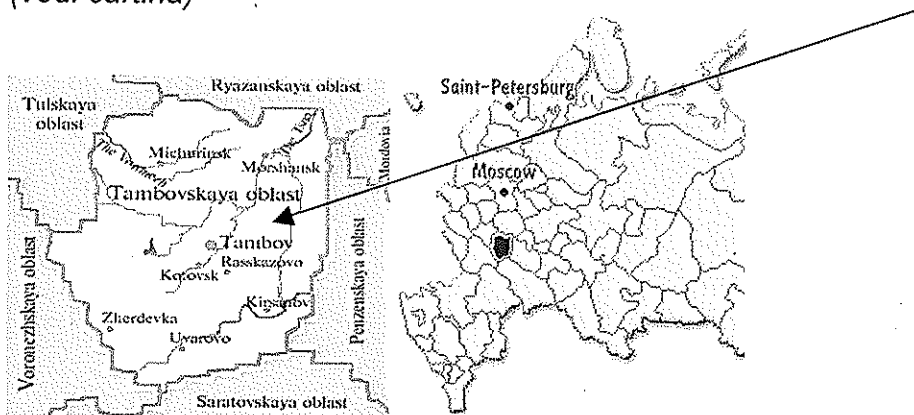 Ryazanskaya oblast
Tulskaya
oblast
Michurinsk
Morshansk
Mordovia
Tambovskaya oblast
Tambov
Rasskazovo
Kotovsk
Kirsanov
Zherdevka
Uvarovo
Voronezhskaya oblast
Penzenskaya oblast
Saratovskaya oblast
Saint-Petersburg
Moscow